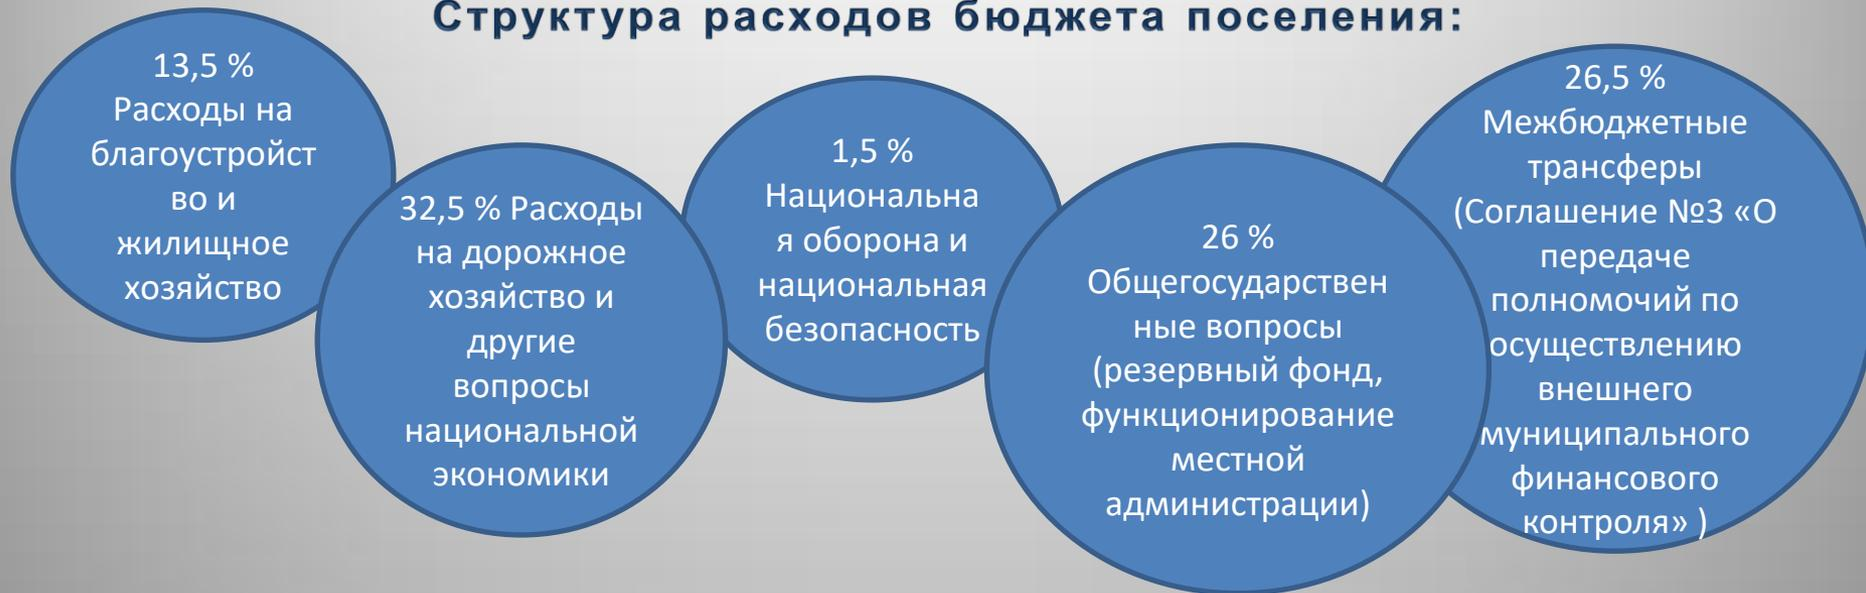 Структура расходов бюджета поселения:
13,5 %
Расходы на
благоустройст
во и
жилищное
хозяйство
32,5 % Расходы
на дорожное
хозяйство и
другие
вопросы
национальной
экономики
1,5 %
Национальна
я оборона и
национальная
безопасность
26 %
Общегосударствен
ные вопросы
(резервный фонд,
функционирование
местной
администрации)
26,5 %
Межбюджетные
трансферы
(Соглашение №3 «О
передаче
полномочий по
осуществлению
внешнего
муниципального
финансового
контроля» )